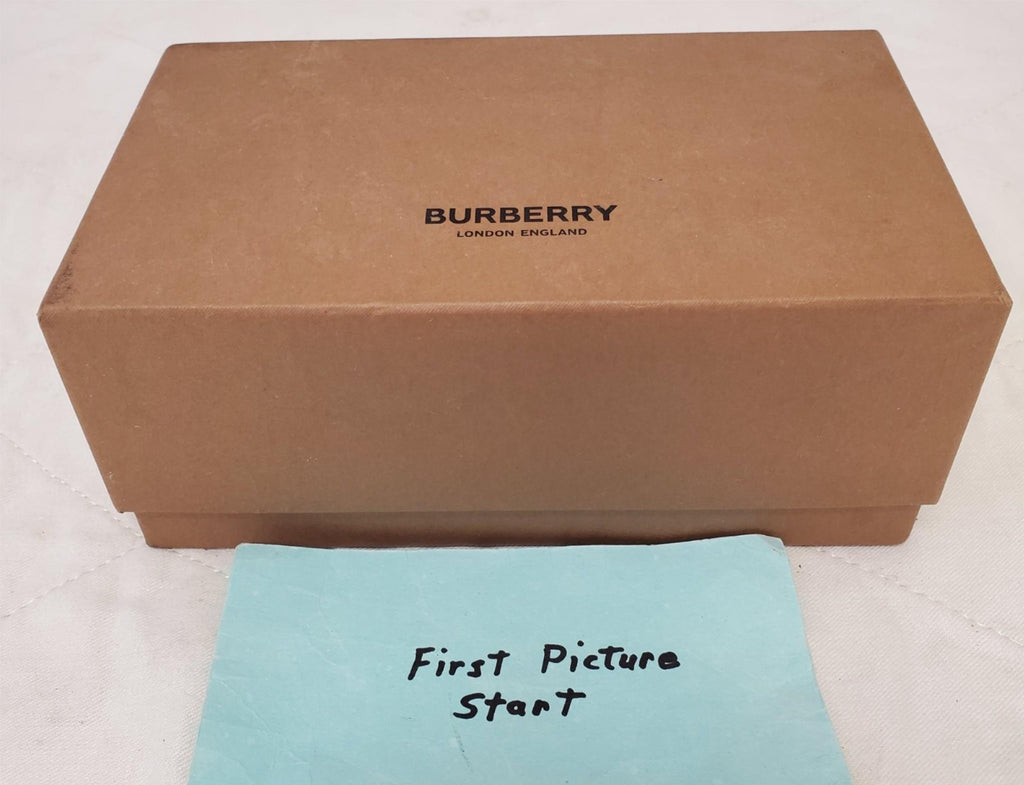 BURBERRY
LONDON ENGLAND
First Picture
Start